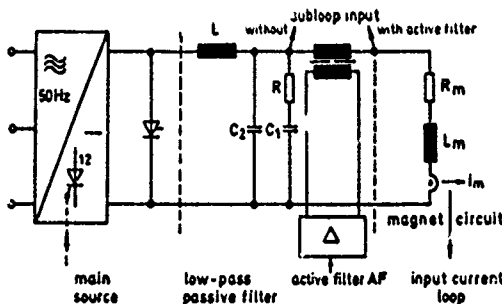 subloop input
without
with active filter
L
50Hz
R
Rm
C2
C1
Lm
12
im
magnet circuit
Δ
main
source
low-pass
passive filter
active filter AF
input current
loop